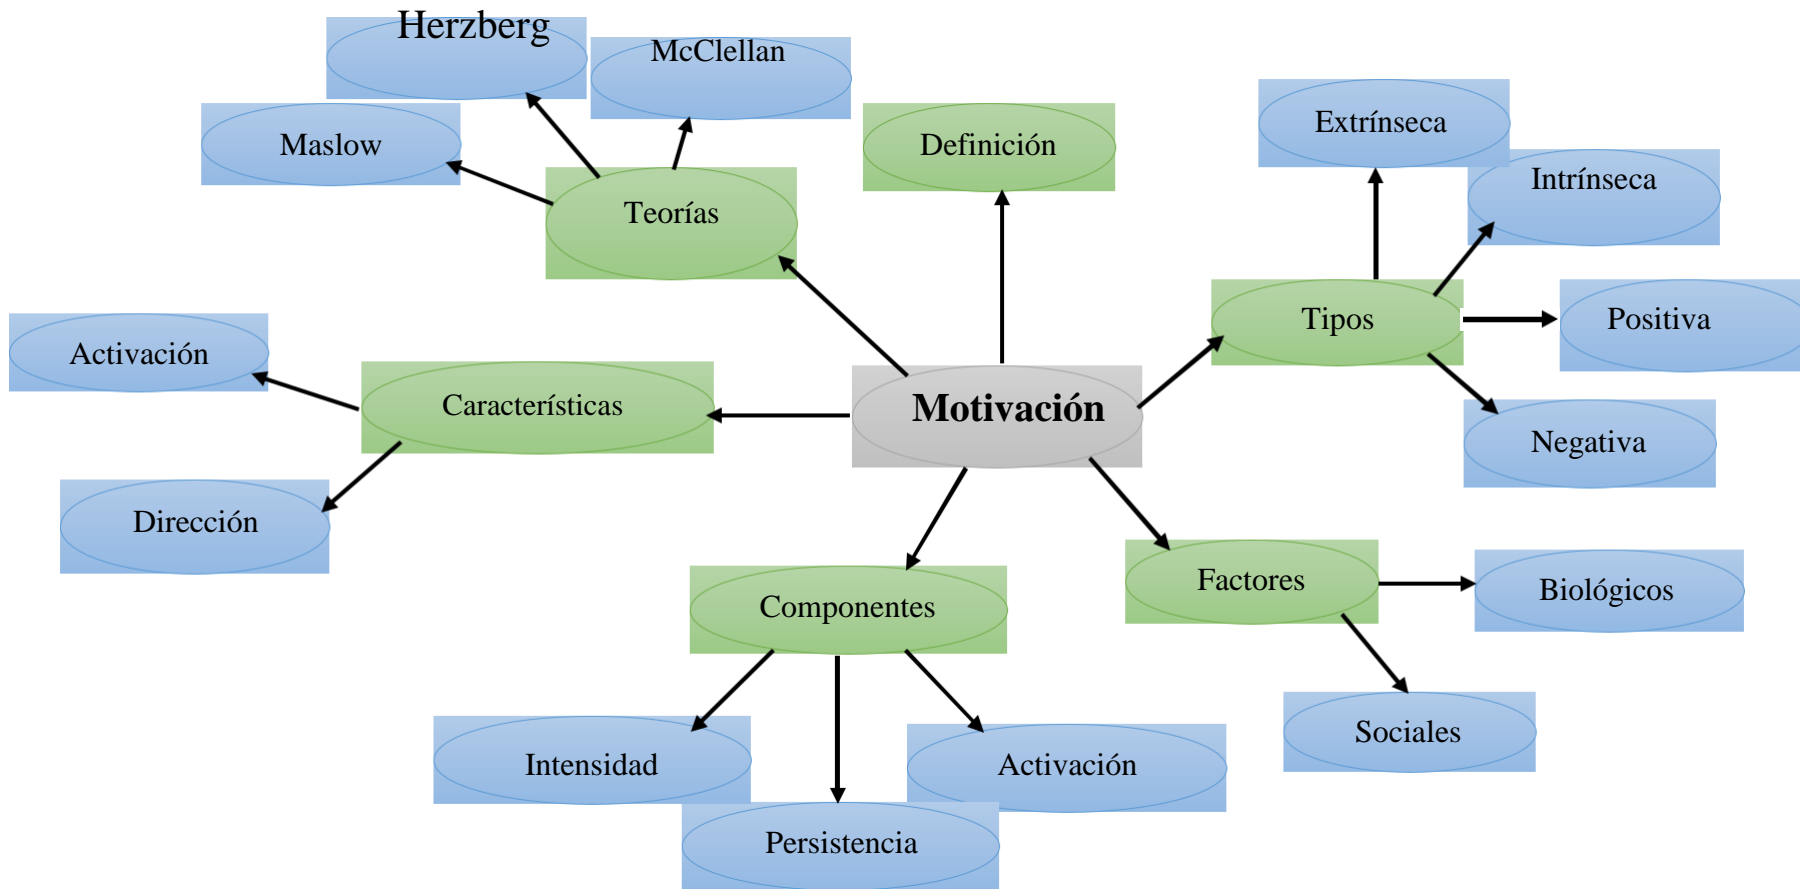 Herzberg
McClellan
Maslow
Teorías
Definición
Extrínseca
Intrínseca
Tipos
Positiva
Negativa
Activación
Características
Motivación
Dirección
Componentes
Factores
Biológicos
Sociales
Intensidad
Activación
Persistencia